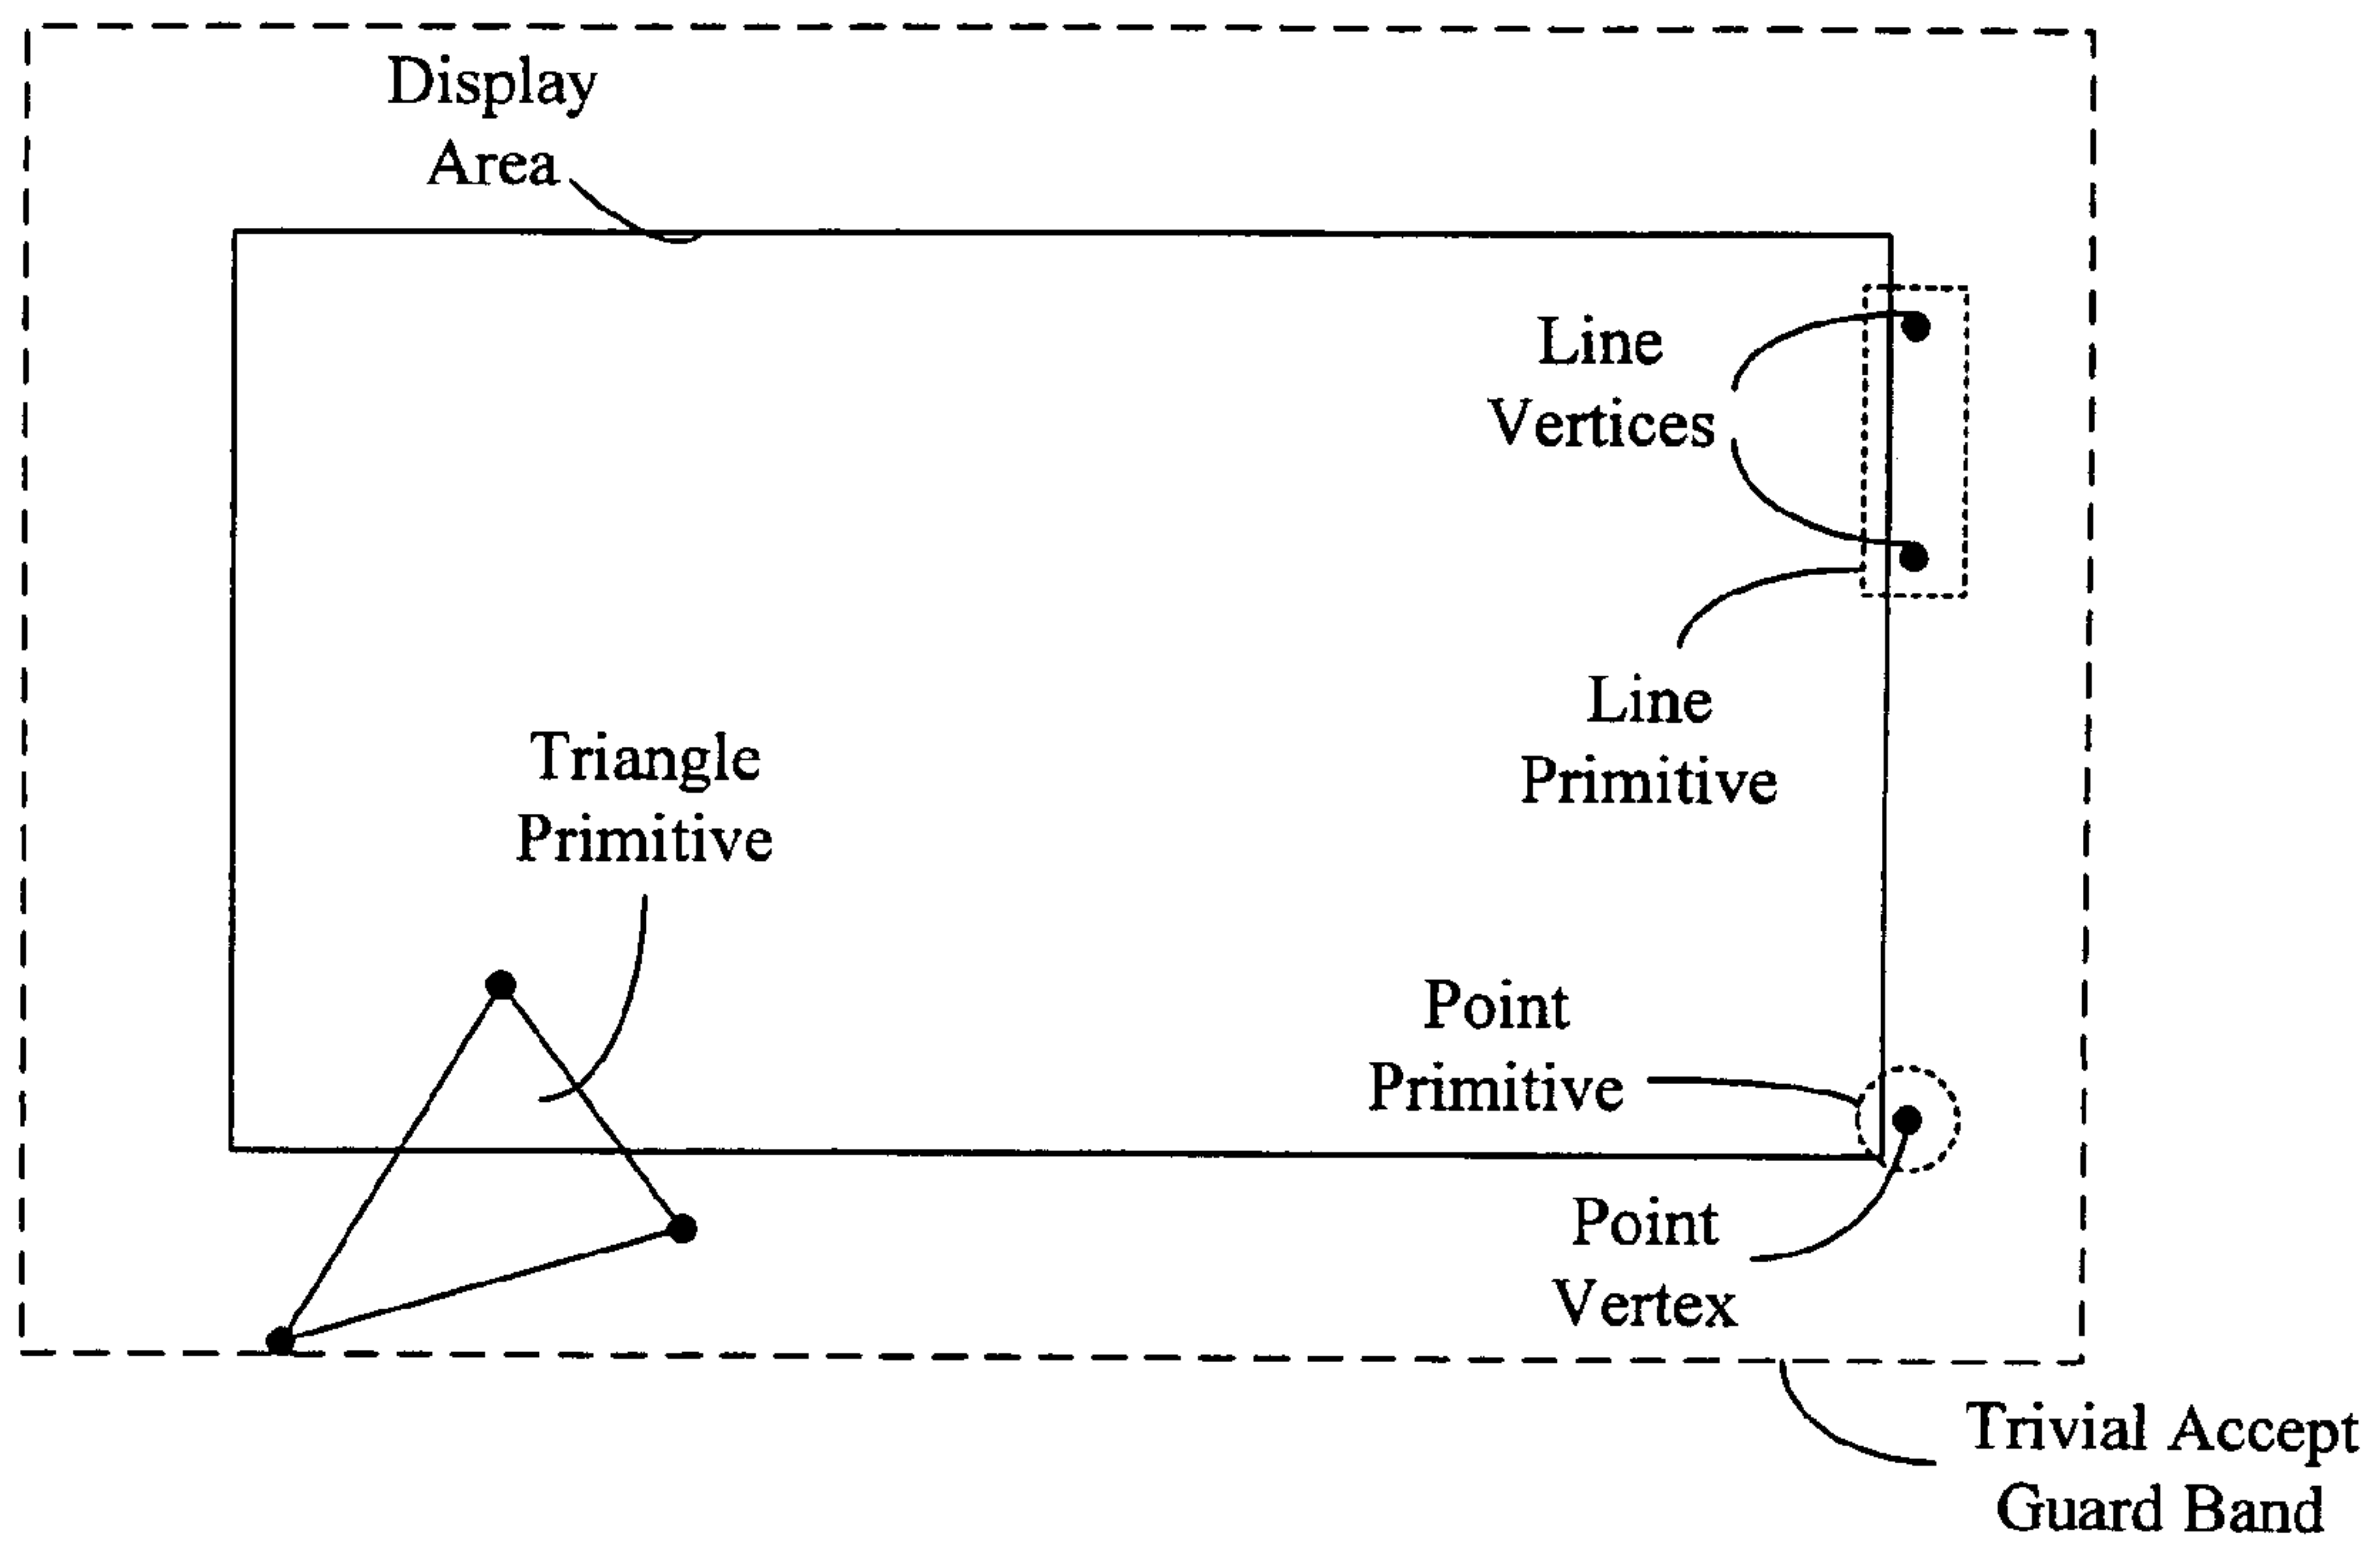 Display
Area
Line
Vertices
Line
Primitive
Triangle
Primitive
Point
Primitive
Point
Vertex
Trivial Accept
Guard Band